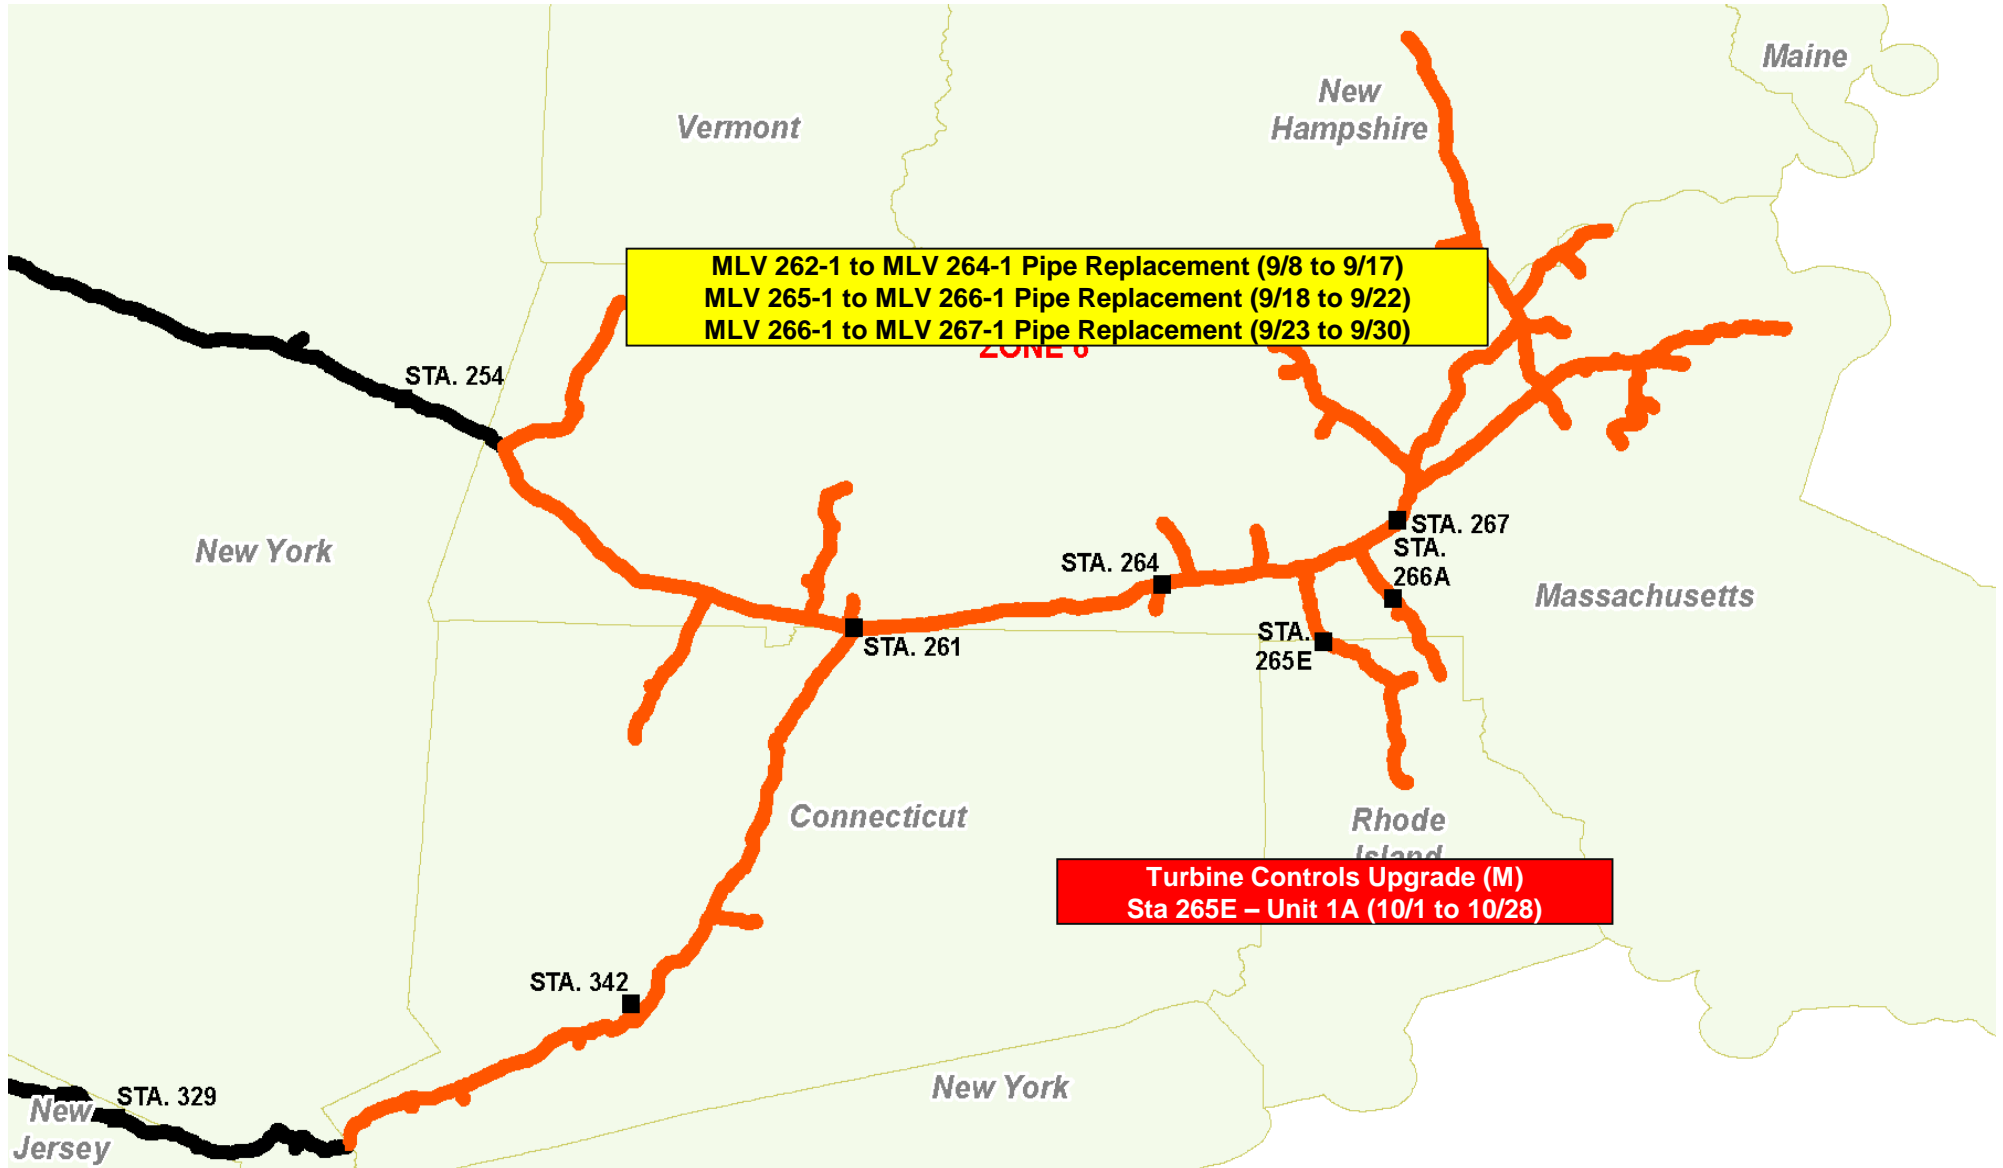 Maine
New
Hampshire
Vermont
MLV 262-1 to MLV 264-1 Pipe Replacement (9/8 to 9/17)
MLV 265-1 to MLV 266-1 Pipe Replacement (9/18 to 9/22)
MLV 266-1 to MLV 267-1 Pipe Replacement (9/23 to 9/30)
ZONE 6
STA. 254
New York
STA. 267
STA.
266A
STA. 264
Massachusetts
STA.
265E
STA. 261
Connecticut
Rhode
Island
Turbine Controls Upgrade (M)
Sta 265E – Unit 1A (10/1 to 10/28)
STA. 342
New York
STA. 329
New
Jersey